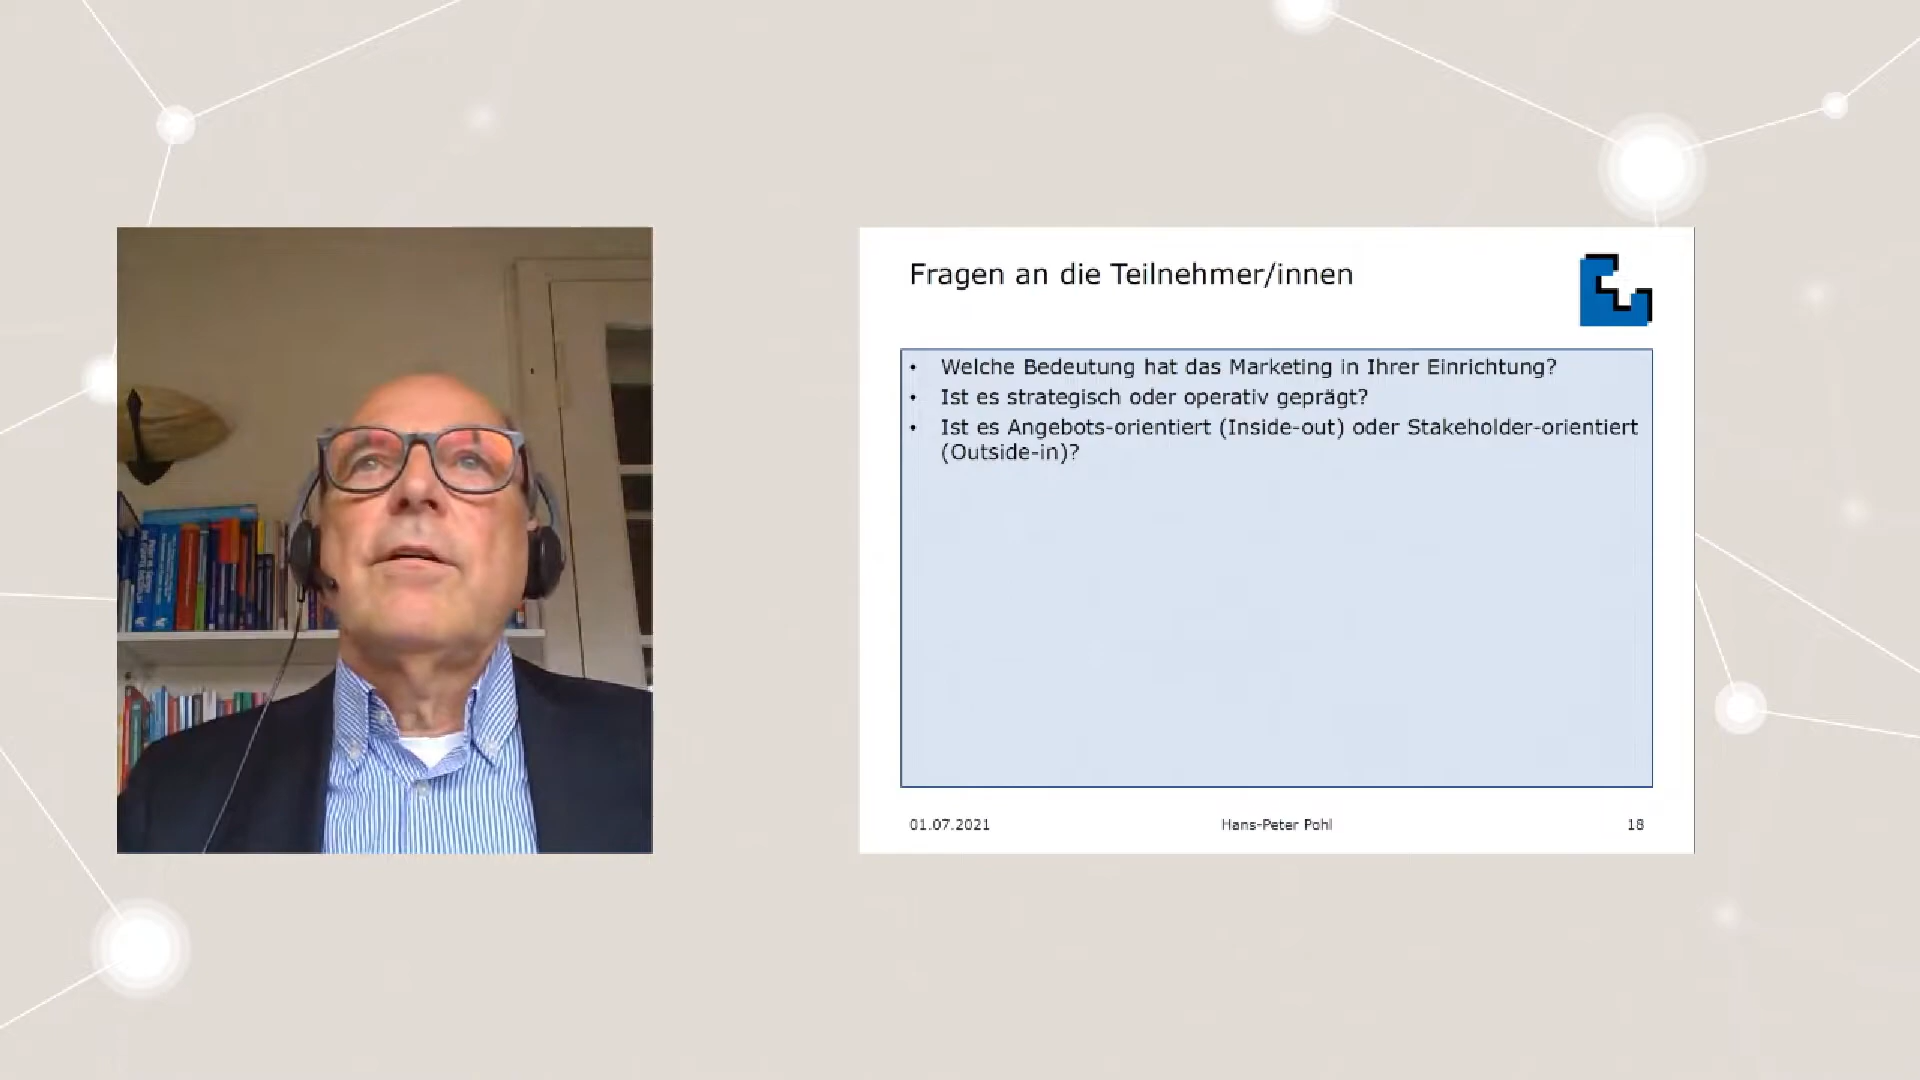 Fragen an die Teilnehmer/innen
• Welche Bedeutung hat das Marketing in Ihrer Einrichtung?
• Ist es strategisch oder operativ geprägt?
• Ist es Angebots-orientiert (Inside-out) oder Stakeholder-orientiert
(Outside-in)?
01.07.2021 Hans-Peter Pohl 18